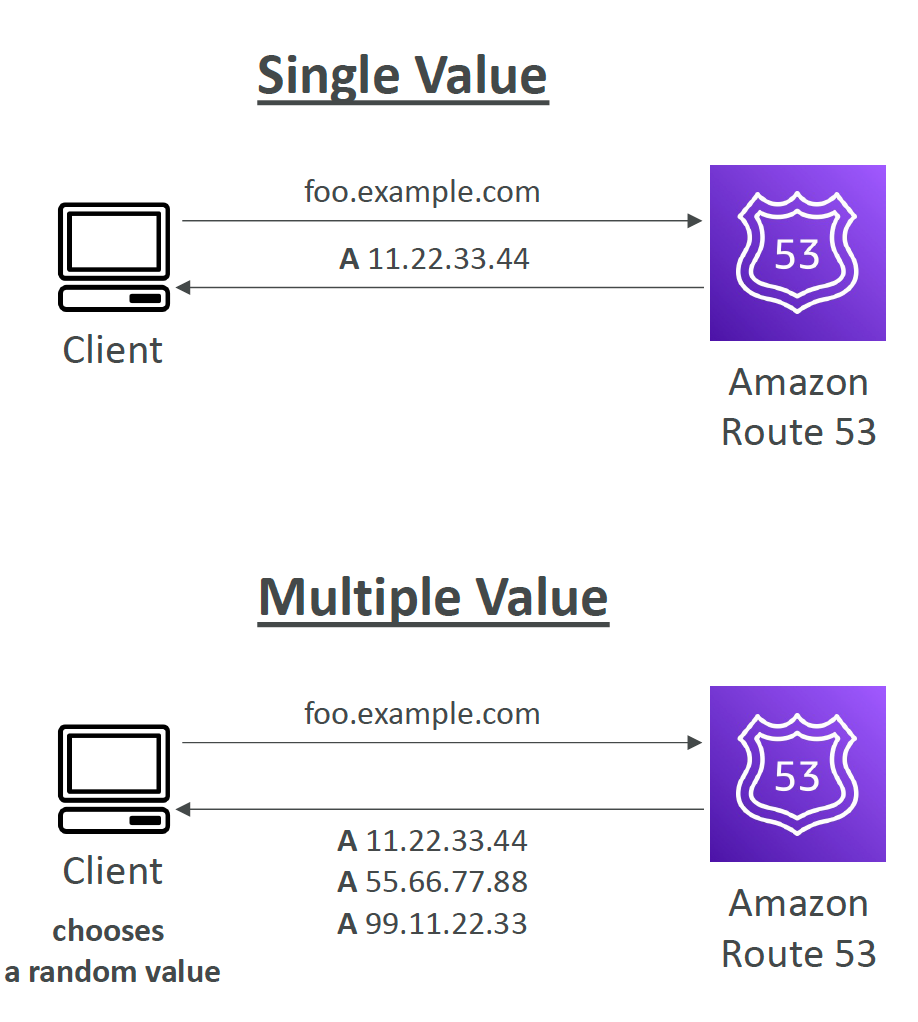 Single Value
foo.example.com
A 11.22.33.44
53
Client
Amazon
Route 53
Multiple Value
foo.example.com
53
A 11.22.33.44
A 55.66.77.88
A 99.11.22.33
Client
chooses
a random value
Amazon
Route 53